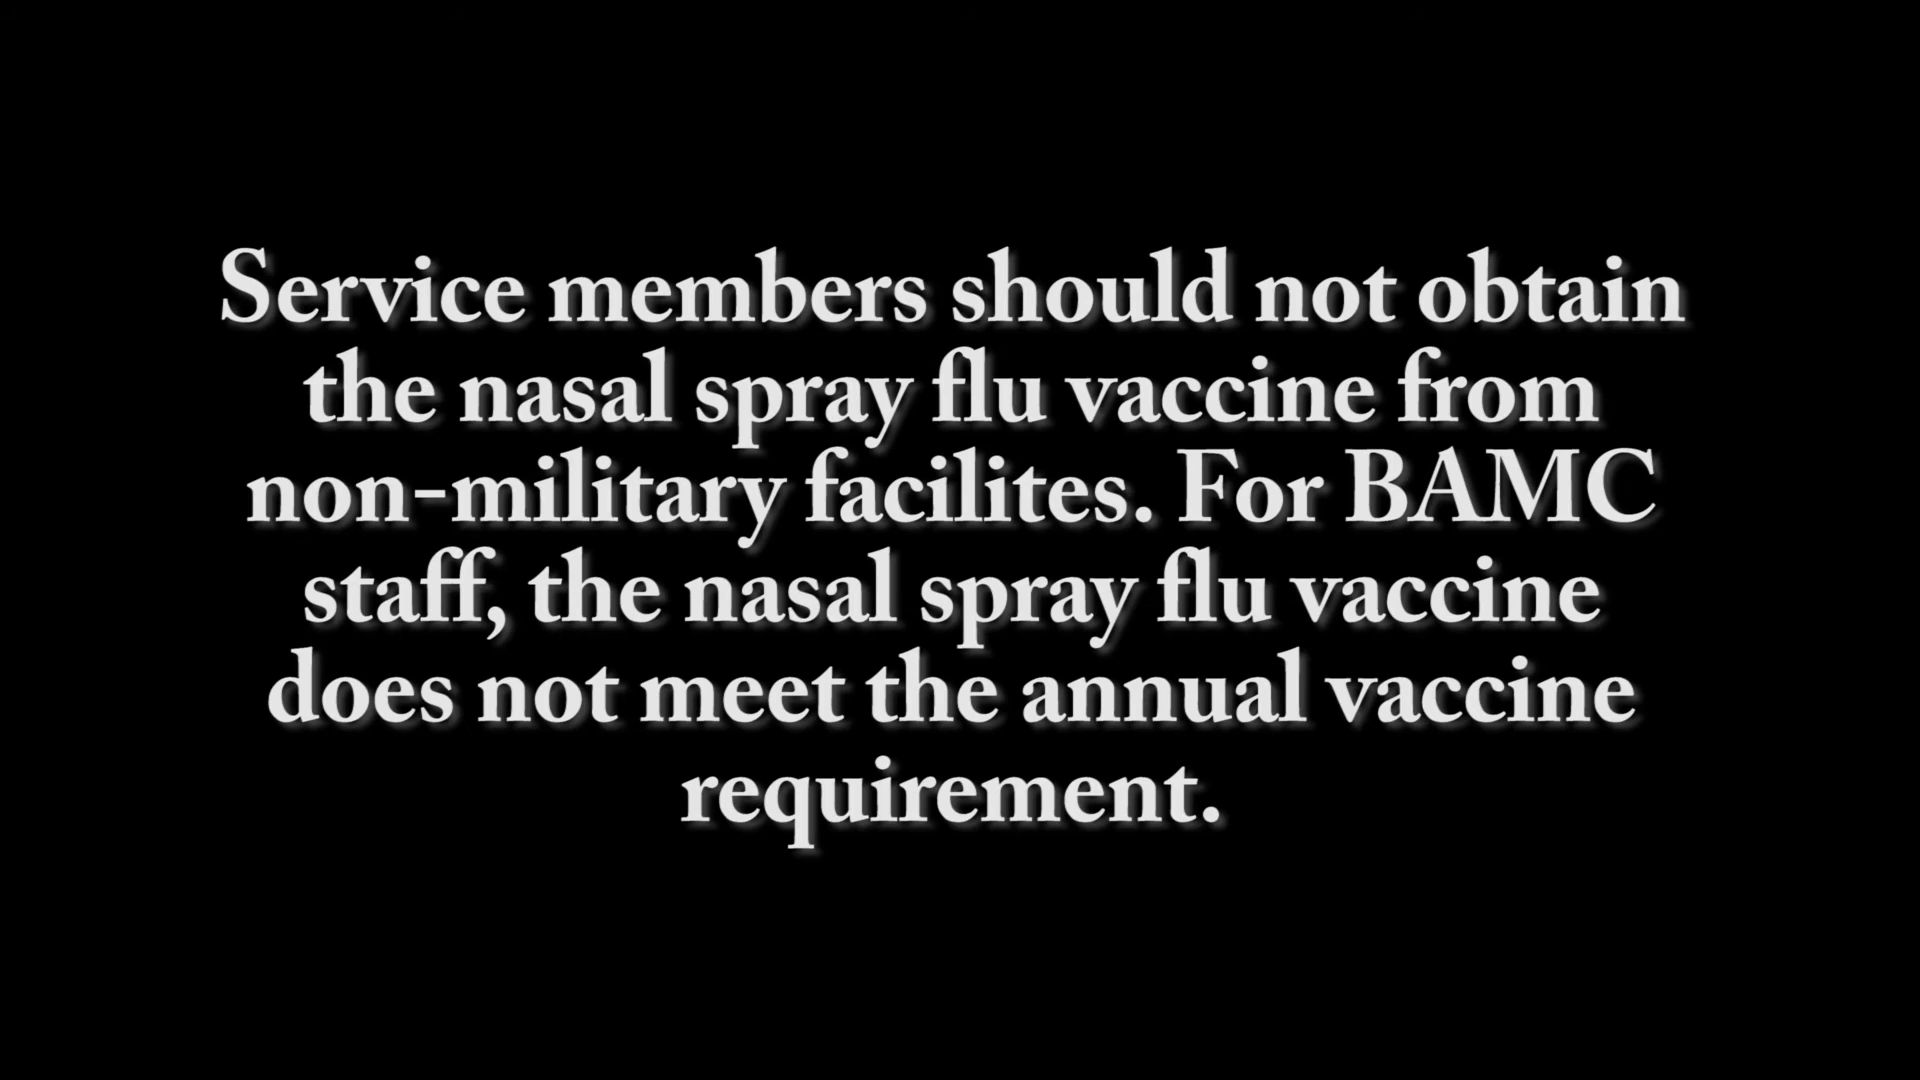 Service members should not obtain
the nasal spray flu vaccine from
non-military facilites. For BAMC
staff, the nasal spray flu vaccine
does not meet the annual vaccine
requirement.